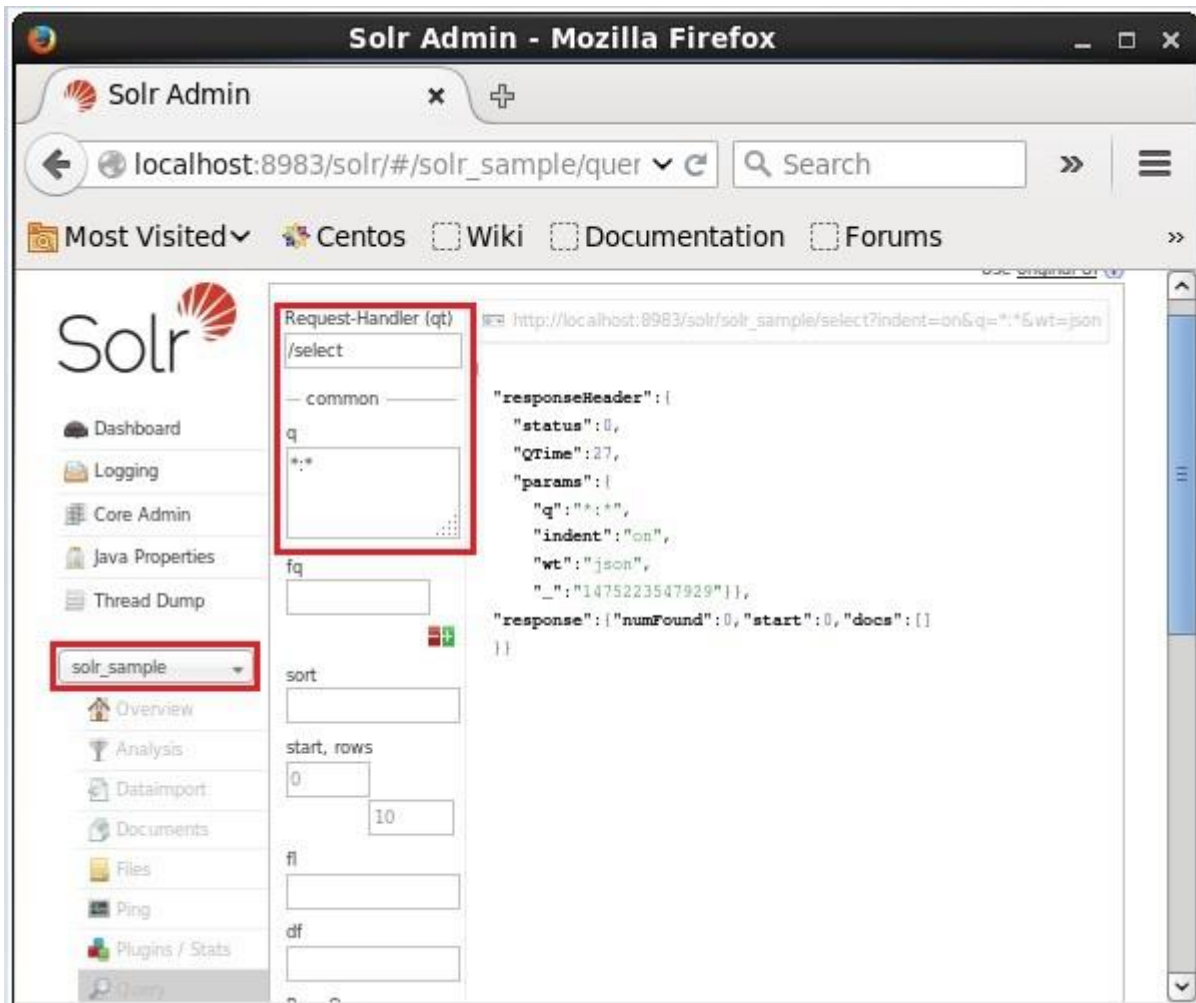 Solr Admin - Mozilla Firefox
Solr Admin
localhost:8983/solr/#/solr_sample/quer
Search
Most Visited
Centos
Wiki
Documentation
Forums
Solr
Dashboard
Logging
Core Admin
Java Properties
Thread Dump
solr_sample
Overview
Analysis
Dataimport
Documents
Files
Ping
Plugins / Stats
Query
Request-Handler (qt)
/select
common
q
*:*
fq
sort
start, rows
0
10
fl
df
http://localhost:8983/solr/solr_sample/select?indent=on&q=*:*&wt=json
"responseHeader":{
"status":0,
"QTime":27,
"params":{
"q":"*:*",
"indent":"on",
"wt":"json",
"_":"1475223547929"}},
"response":{"numFound":0,"start":0,"docs":[]
}}